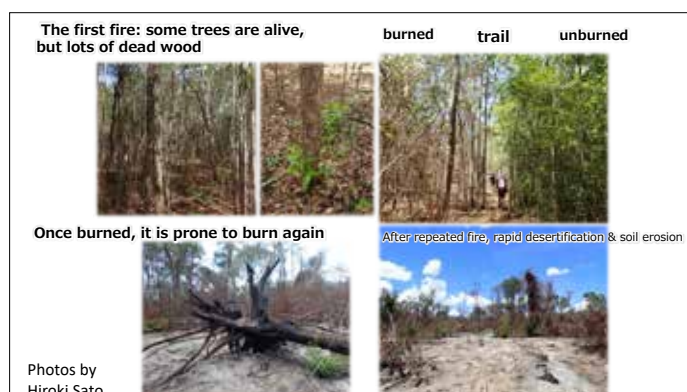 The first fire: some trees are alive,
but lots of dead wood
burned trail unburned
Once burned, it is prone to burn again
After repeated fire, rapid desertification & soil erosion
Photos by
Hiroki Sato